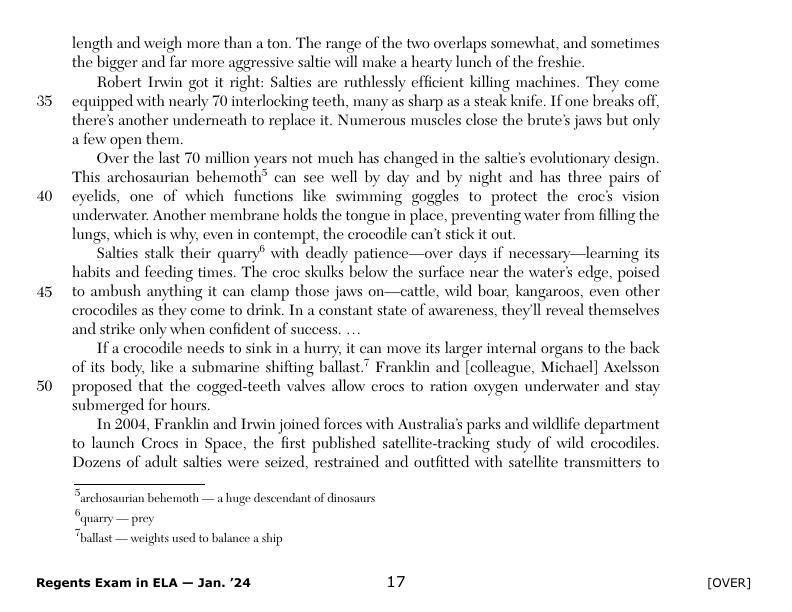 length and weigh more than a ton. The range of the two overlaps somewhat, and sometimes
the bigger and far more aggressive saltie will make a hearty lunch of the freshie.
Robert Irwin got it right: Salties are ruthlessly efficient killing machines. They come
35 equipped with nearly 70 interlocking teeth, many as sharp as a steak knife. If one breaks off,
there's another underneath to replace it. Numerous muscles close the brute's jaws but only
a few open them.
Over the last 70 million years not much has changed in the saltie's evolutionary design.
This archosaurian behemoth5 can see well by day and by night and has three pairs of
40 eyelids, one of which functions like swimming goggles to protect the croc's vision
underwater. Another membrane holds the tongue in place, preventing water from filling the
lungs, which is why, even in contempt, the crocodile can't stick it out.
Salties stalk their quarry6 with deadly patience—over days if necessary—learning its
habits and feeding times. The croc skulks below the surface near the water's edge, poised
45 to ambush anything it can clamp those jaws on—cattle, wild boar, kangaroos, even other
crocodiles as they come to drink. In a constant state of awareness, they'll reveal themselves
and strike only when confident of success. …
If a crocodile needs to sink in a hurry, it can move its larger internal organs to the back
of its body, like a submarine shifting ballast.7 Franklin and [colleague, Michael] Axelsson
50 proposed that the cogged-teeth valves allow crocs to ration oxygen underwater and stay
submerged for hours.
In 2004, Franklin and Irwin joined forces with Australia's parks and wildlife department
to launch Crocs in Space, the first published satellite-tracking study of wild crocodiles.
Dozens of adult salties were seized, restrained and outfitted with satellite transmitters to
5archosaurian behemoth — a huge descendant of dinosaurs
6quarry — prey
7ballast — weights used to balance a ship
Regents Exam in ELA — Jan. '24 17 [OVER]